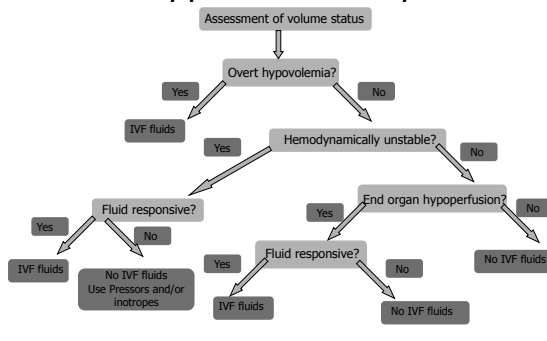 Assessment of volume status
Overt hypovolemia?
Yes
No
IVF fluids
Hemodynamically unstable?
Yes
No
Fluid responsive?
End organ hypoperfusion?
Yes
No
Yes
No
IVF fluids
No IVF fluids
Use Pressors and/or
inotropes
Fluid responsive?
No IVF fluids
Yes
No
IVF fluids
No IVF fluids